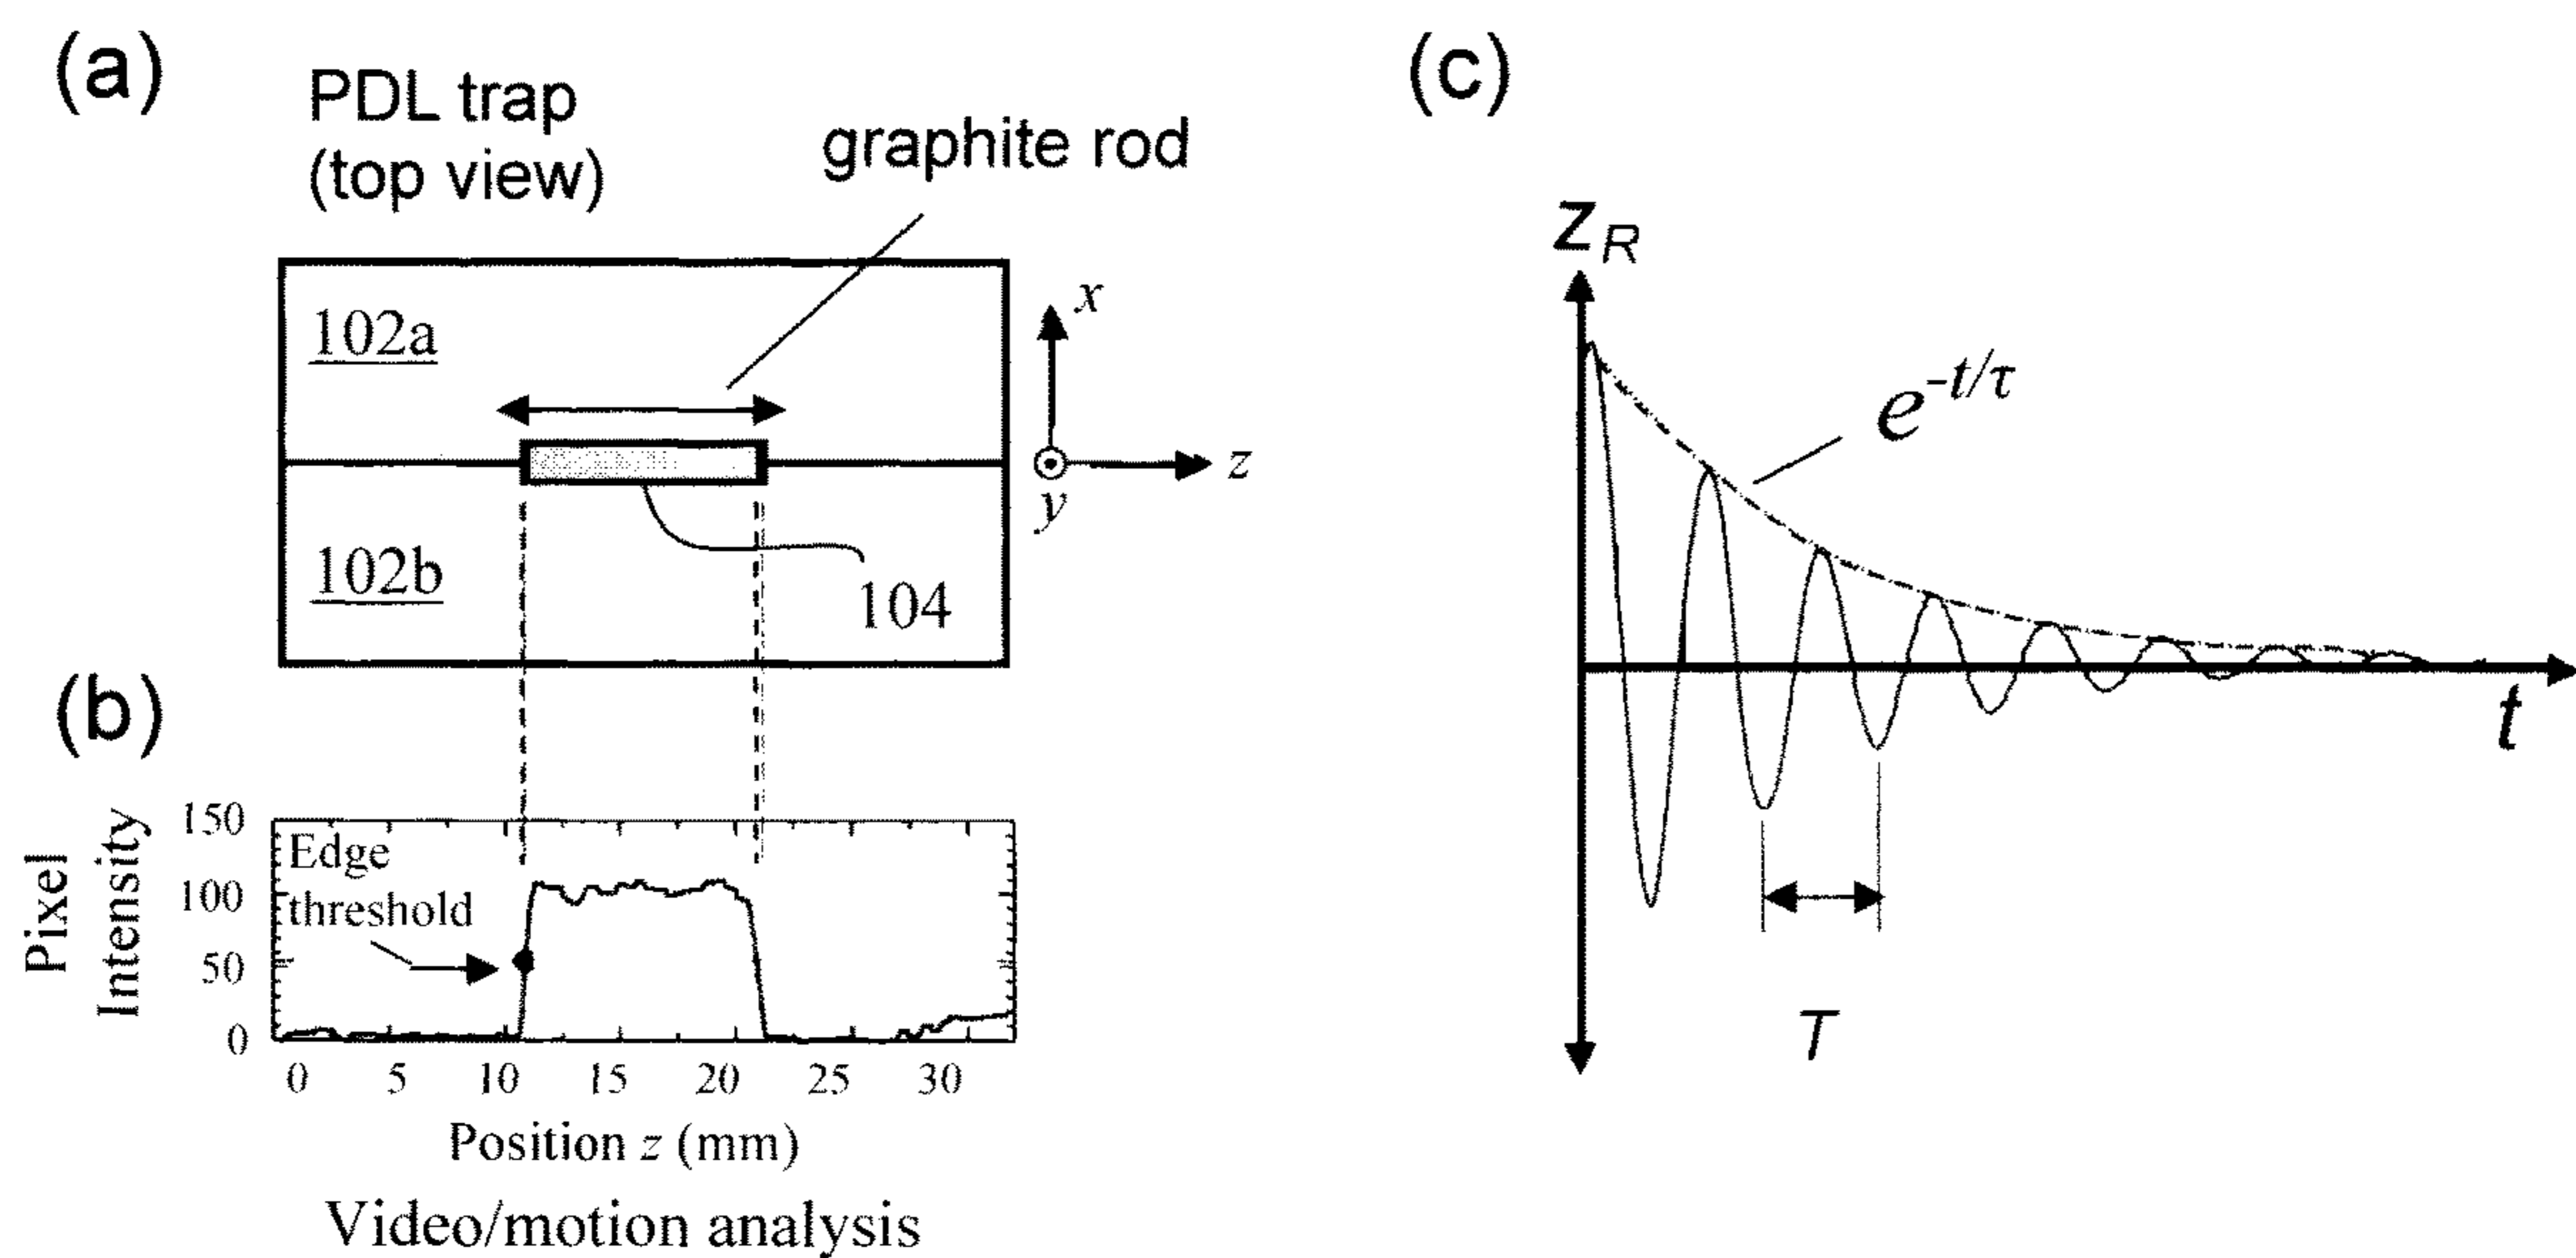 (a)
PDL trap
(top view)
graphite rod
102a
102b
104
x
z
y
(b)
Pixel
Intensity
150
100
50
0
Edge
threshold
0 5 10 15 20 25 30
Position z (mm)
Video/motion analysis
(c)
z_R
e^{-t/τ}
t
T